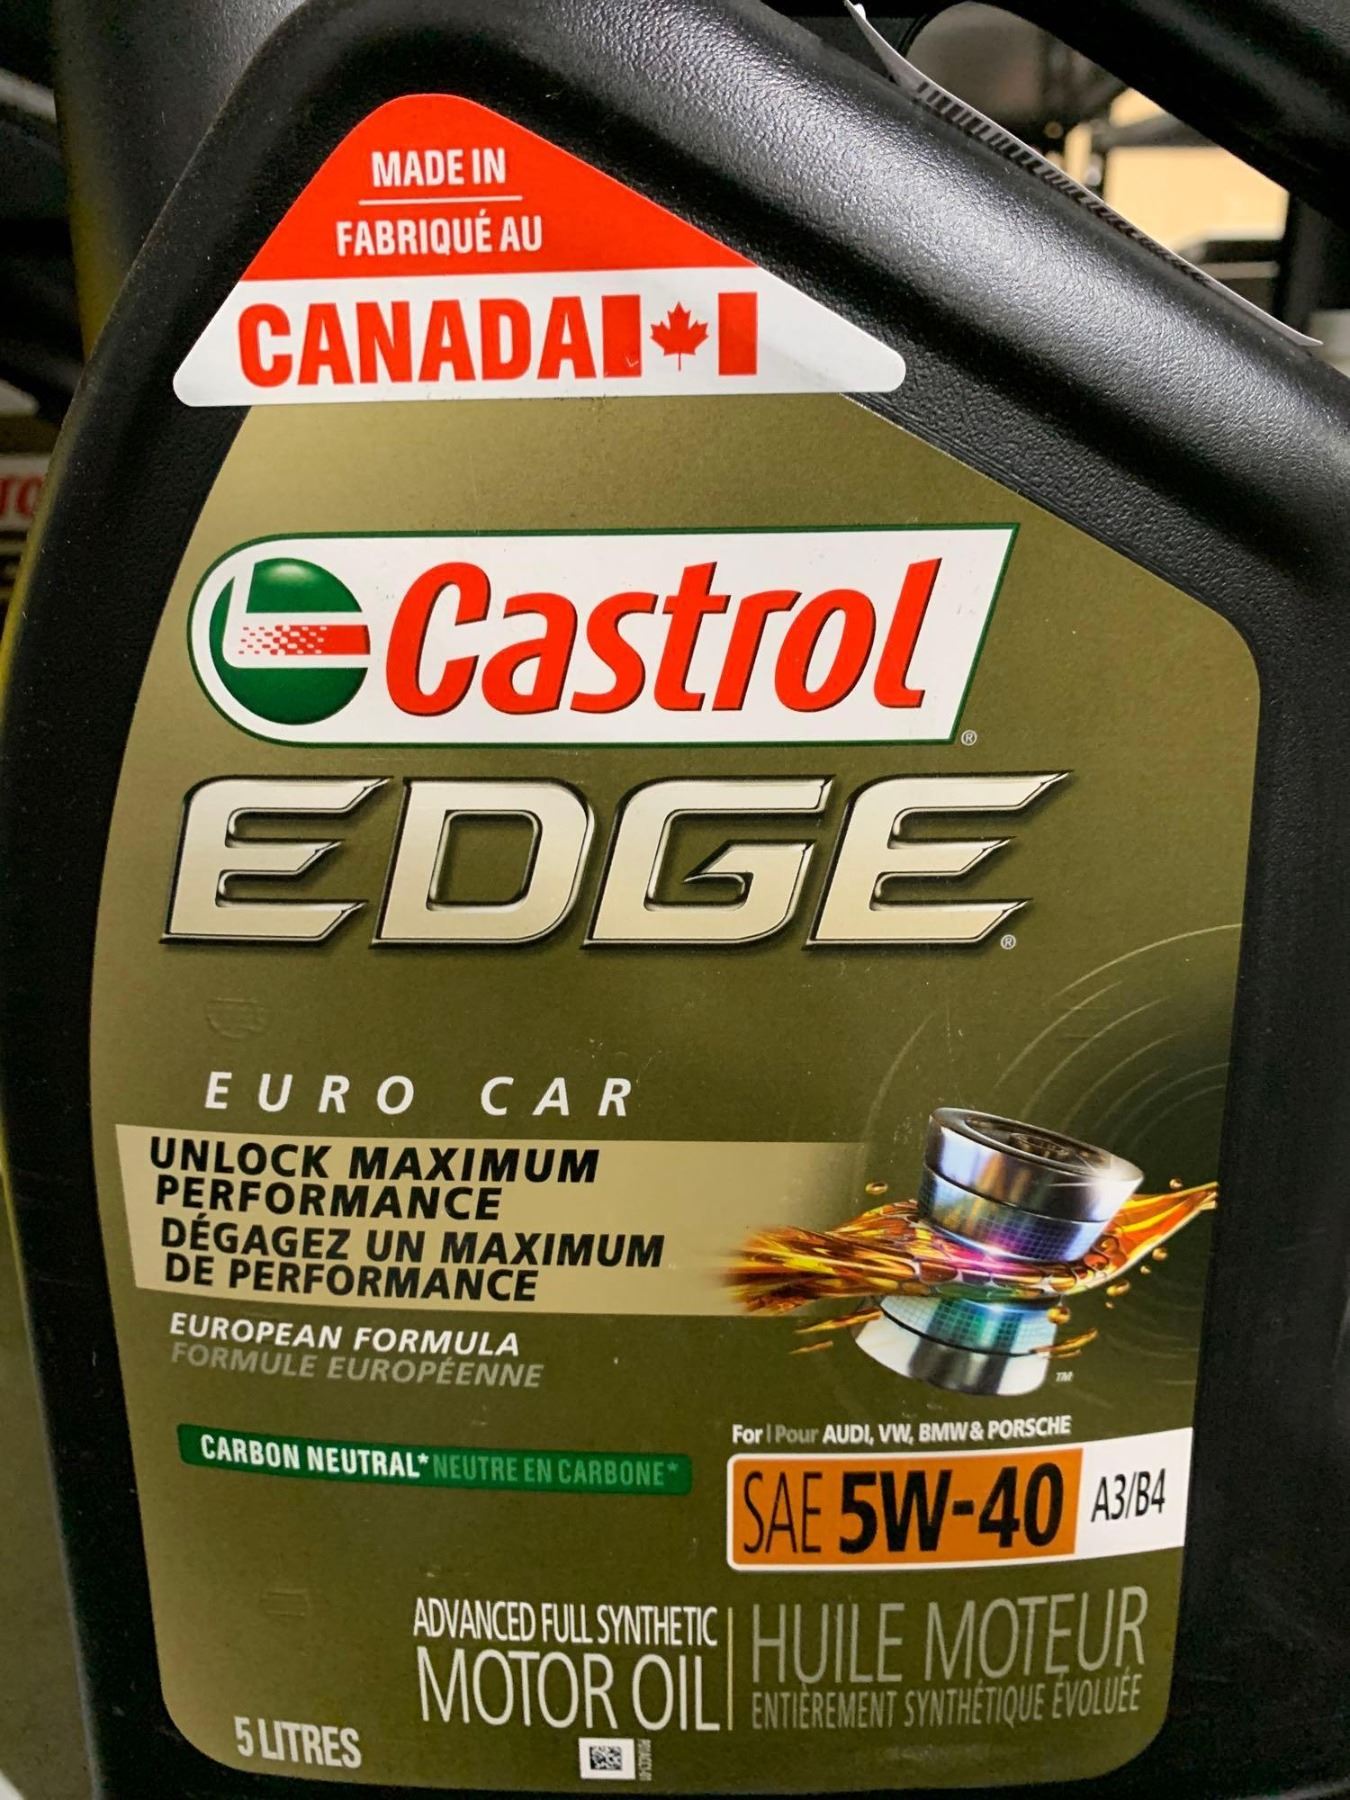 MADE IN
FABRIQUÉ AU
CANADA
Castrol
®
EDGE
®
EURO CAR
UNLOCK MAXIMUM
PERFORMANCE
DÉGAGEZ UN MAXIMUM
DE PERFORMANCE
EUROPEAN FORMULA
FORMULE EUROPÉENNE
TM
CARBON NEUTRAL* NEUTRE EN CARBONE*
For | Pour AUDI, VW, BMW & PORSCHE
SAE 5W-40 A3/B4
ADVANCED FULL SYNTHETIC
MOTOR OIL
HUILE MOTEUR
ENTIÈREMENT SYNTHÉTIQUE ÉVOLUÉE
5 LITRES